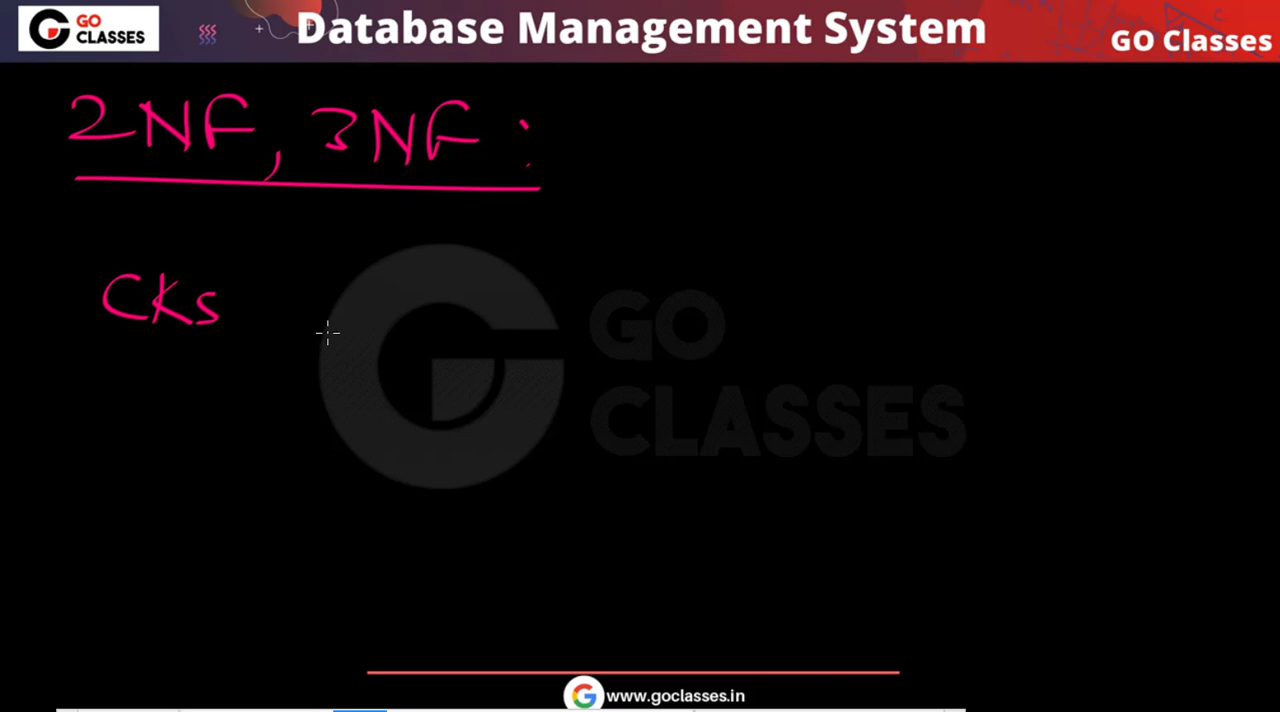 GO
CLASSES
Database Management System
GO Classes
2NF, 3NF :
CKs
GO
CLASSES
www.goclasses.in